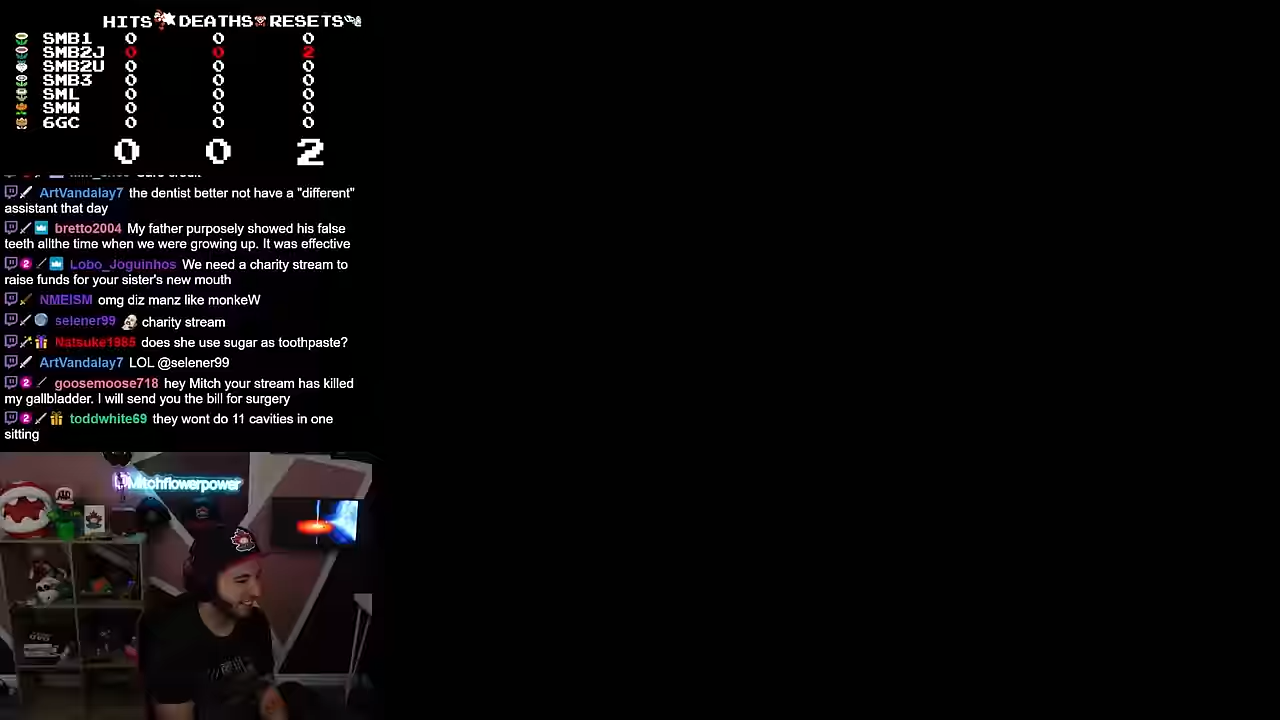 HITS DEATHS RESETS
SMB1 0 0 0
SMB2J 0 0 2
SMB2U 0 0 0
SMB3 0 0 0
SML 0 0 0
SMW 0 0 0
6GC 0 0 0
0 0 2
ArtVandalay7 the dentist better not have a "different"
assistant that day
bretto2004 My father purposely showed his false
teeth allthe time when we were growing up. It was effective
2 Lobo_Joguinhos We need a charity stream to
raise funds for your sister's new mouth
NMEISM omg diz manz like monkeW
selener99 charity stream
Natsuke1985 does she use sugar as toothpaste?
ArtVandalay7 LOL @selener99
2 goosemoose718 hey Mitch your stream has killed
my gallbladder. I will send you the bill for surgery
2 toddwhite69 they wont do 11 cavities in one
sitting
Mitchflowerpower